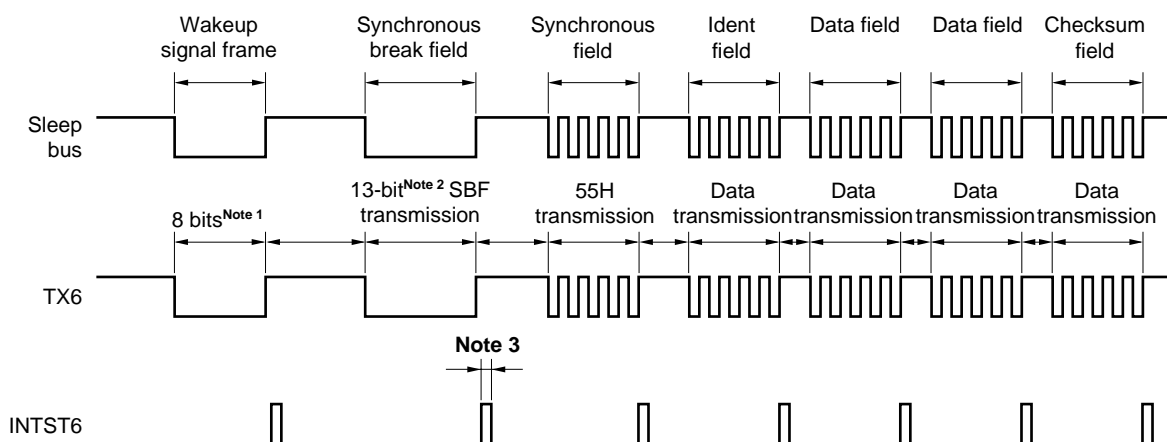 Wakeup signal frame
Synchronous break field
Synchronous field
Ident field
Data field
Data field
Checksum field
Sleep bus
8 bitsNote 1
13-bitNote 2 SBF transmission
55H transmission
Data transmission
Data transmission
Data transmission
Data transmission
TX6
Note 3
INTST6